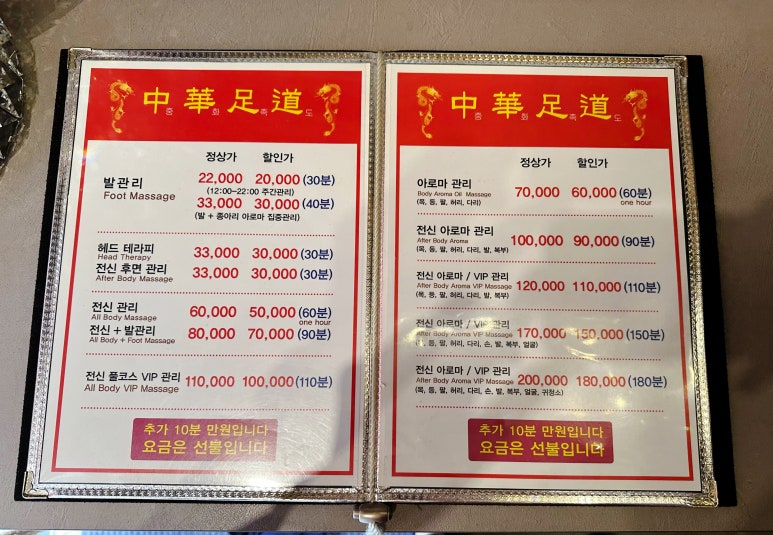 中華足道
중 화 족 도
정상가 할인가
발관리 22,000 20,000 (30분)
Foot Massage (12:00~22:00 주간관리)
33,000 30,000 (40분)
(발 + 종아리 아로마 집중관리)
헤드 테라피 33,000 30,000 (30분)
Head Therapy
전신 후면 관리 33,000 30,000 (30분)
After Body Massage
전신 관리 60,000 50,000 (60분)
All Body Massage one hour
전신 + 발관리 80,000 70,000 (90분)
All Body + Foot Massage
전신 풀코스 VIP 관리 110,000 100,000 (110분)
All Body VIP Massage
추가 10분 만원입니다
요금은 선불입니다
中華足道
중 화 족 도
정상가 할인가
아로마 관리 70,000 60,000 (60분)
Body Aroma Oil Massage one hour
(목, 등, 팔, 허리, 다리)
전신 아로마 관리 100,000 90,000 (90분)
After Body Aroma
(목, 등, 팔, 허리, 다리, 발, 복부)
전신 아로마 / VIP 관리 120,000 110,000 (110분)
After Body Aroma VIP Massage
(목, 등, 팔, 허리, 다리, 발, 복부)
전신 아로마 / VIP 관리 170,000 150,000 (150분)
After Body Aroma VIP Massage
(목, 등, 팔, 허리, 다리, 손, 발, 복부, 얼굴)
전신 아로마 / VIP 관리 200,000 180,000 (180분)
After Body Aroma VIP Massage
(목, 등, 팔, 허리, 다리, 손, 발, 복부, 얼굴, 귀청소)
추가 10분 만원입니다
요금은 선불입니다